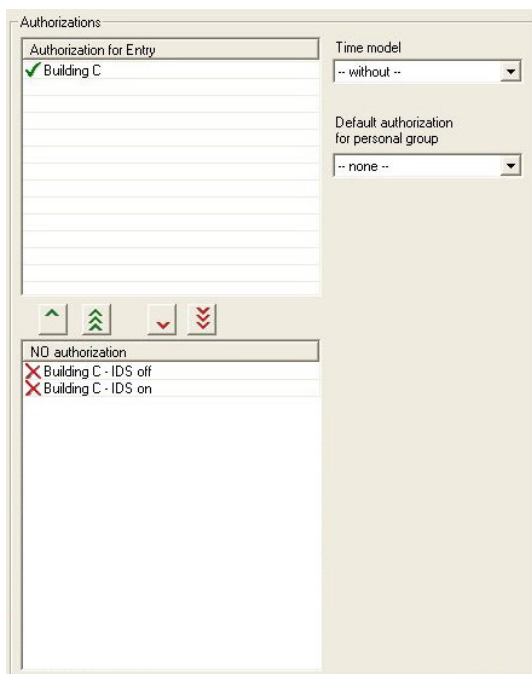 Authorizations
Authorization for Entry
Building C
Time model
-- without --
Default authorization
for personal group
-- none --
NO authorization
Building C - IDS off
Building C - IDS on